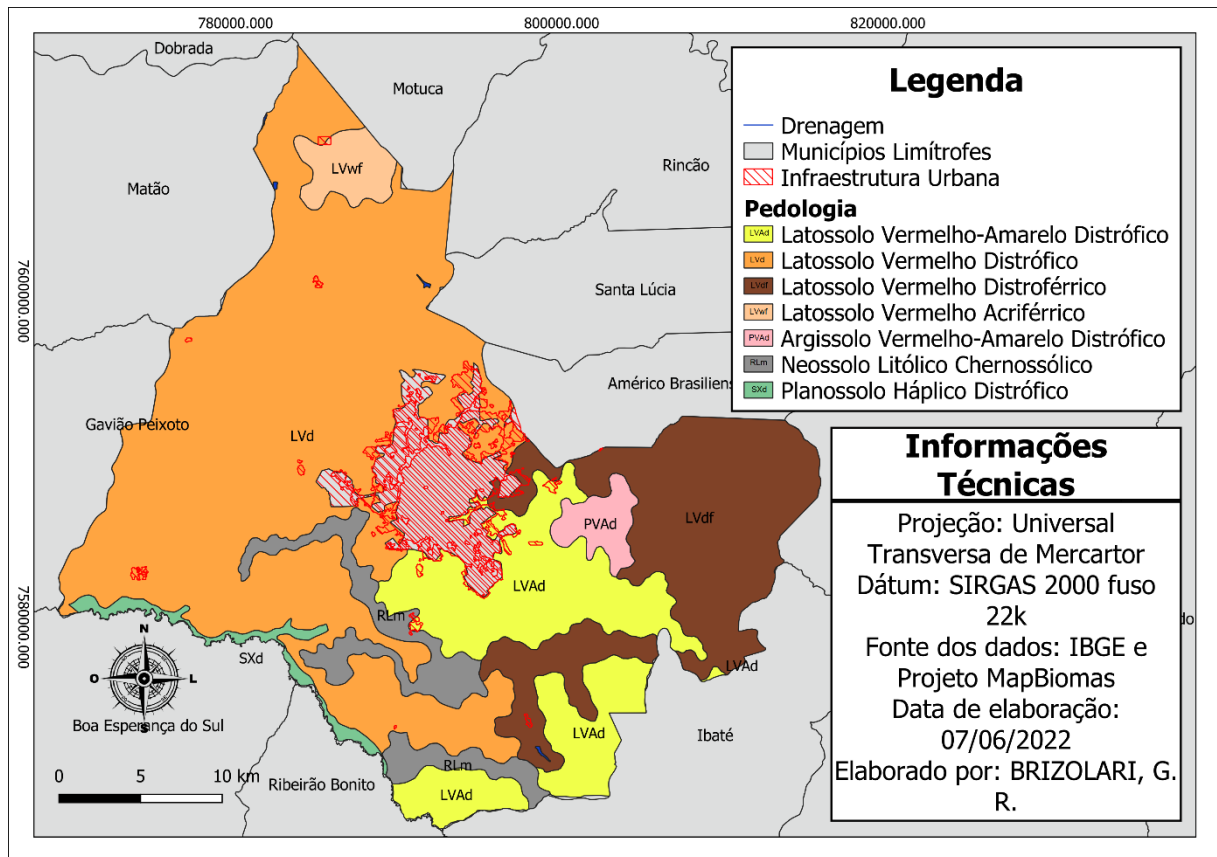 780000.000
800000.000
820000.000
Dobrada
Motuca
Legenda
Drenagem
Municípios Limítrofes
Infraestrutura Urbana
Pedologia
LVAd Latossolo Vermelho-Amarelo Distrófico
LVd Latossolo Vermelho Distrófico
LVdf Latossolo Vermelho Distroférrico
LVwf Latossolo Vermelho Acriférrico
PVAd Argissolo Vermelho-Amarelo Distrófico
RLm Neossolo Litólico Chernossólico
SXd Planossolo Háplico Distrófico
LVwf
Rincão
Matão
7600000.000
Santa Lúcia
Américo Brasiliens
Gavião Peixoto
LVd
Informações
Técnicas
Projeção: Universal
Transversa de Mercartor
Dátum: SIRGAS 2000 fuso
22k
Fonte dos dados: IBGE e
Projeto MapBiomas
Data de elaboração:
07/06/2022
Elaborado por: BRIZOLARI, G.
R.
PVAd
LVdf
LVAd
7580000.000
RLm
do
N
SXd
LVAd
O
L
S
Boa Esperança do Sul
LVAd
Ibaté
0 5 10 km
Ribeirão Bonito
RLm
LVAd